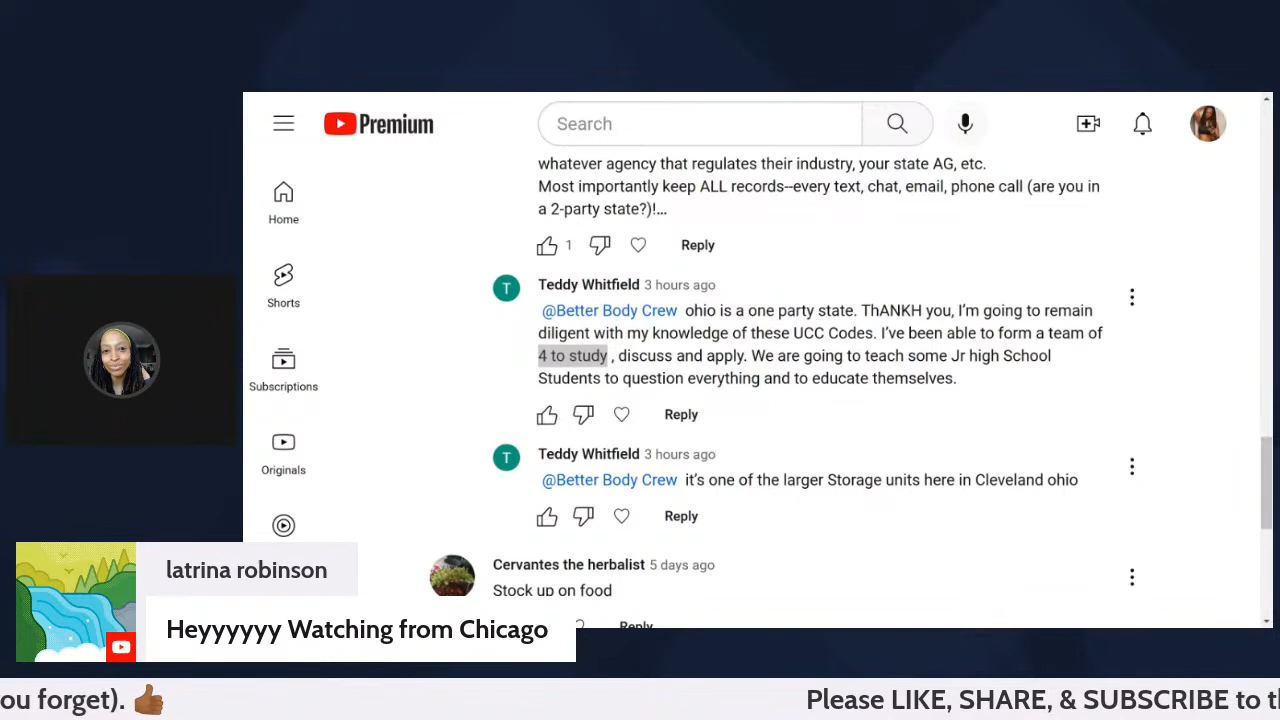 Premium
Search
Home
Shorts
Subscriptions
Originals
whatever agency that regulates their industry, your state AG, etc.
Most importantly keep ALL records--every text, chat, email, phone call (are you in
a 2-party state?)!...
1
Reply
T
Teddy Whitfield 3 hours ago
@Better Body Crew ohio is a one party state. ThANKH you, I'm going to remain
diligent with my knowledge of these UCC Codes. I've been able to form a team of
4 to study , discuss and apply. We are going to teach some Jr high School
Students to question everything and to educate themselves.
Reply
T
Teddy Whitfield 3 hours ago
@Better Body Crew it's one of the larger Storage units here in Cleveland ohio
Reply
Cervantes the herbalist 5 days ago
Stock up on food
Reply
latrina robinson
Heyyyyyy Watching from Chicago
ou forget). Please LIKE, SHARE, & SUBSCRIBE to t